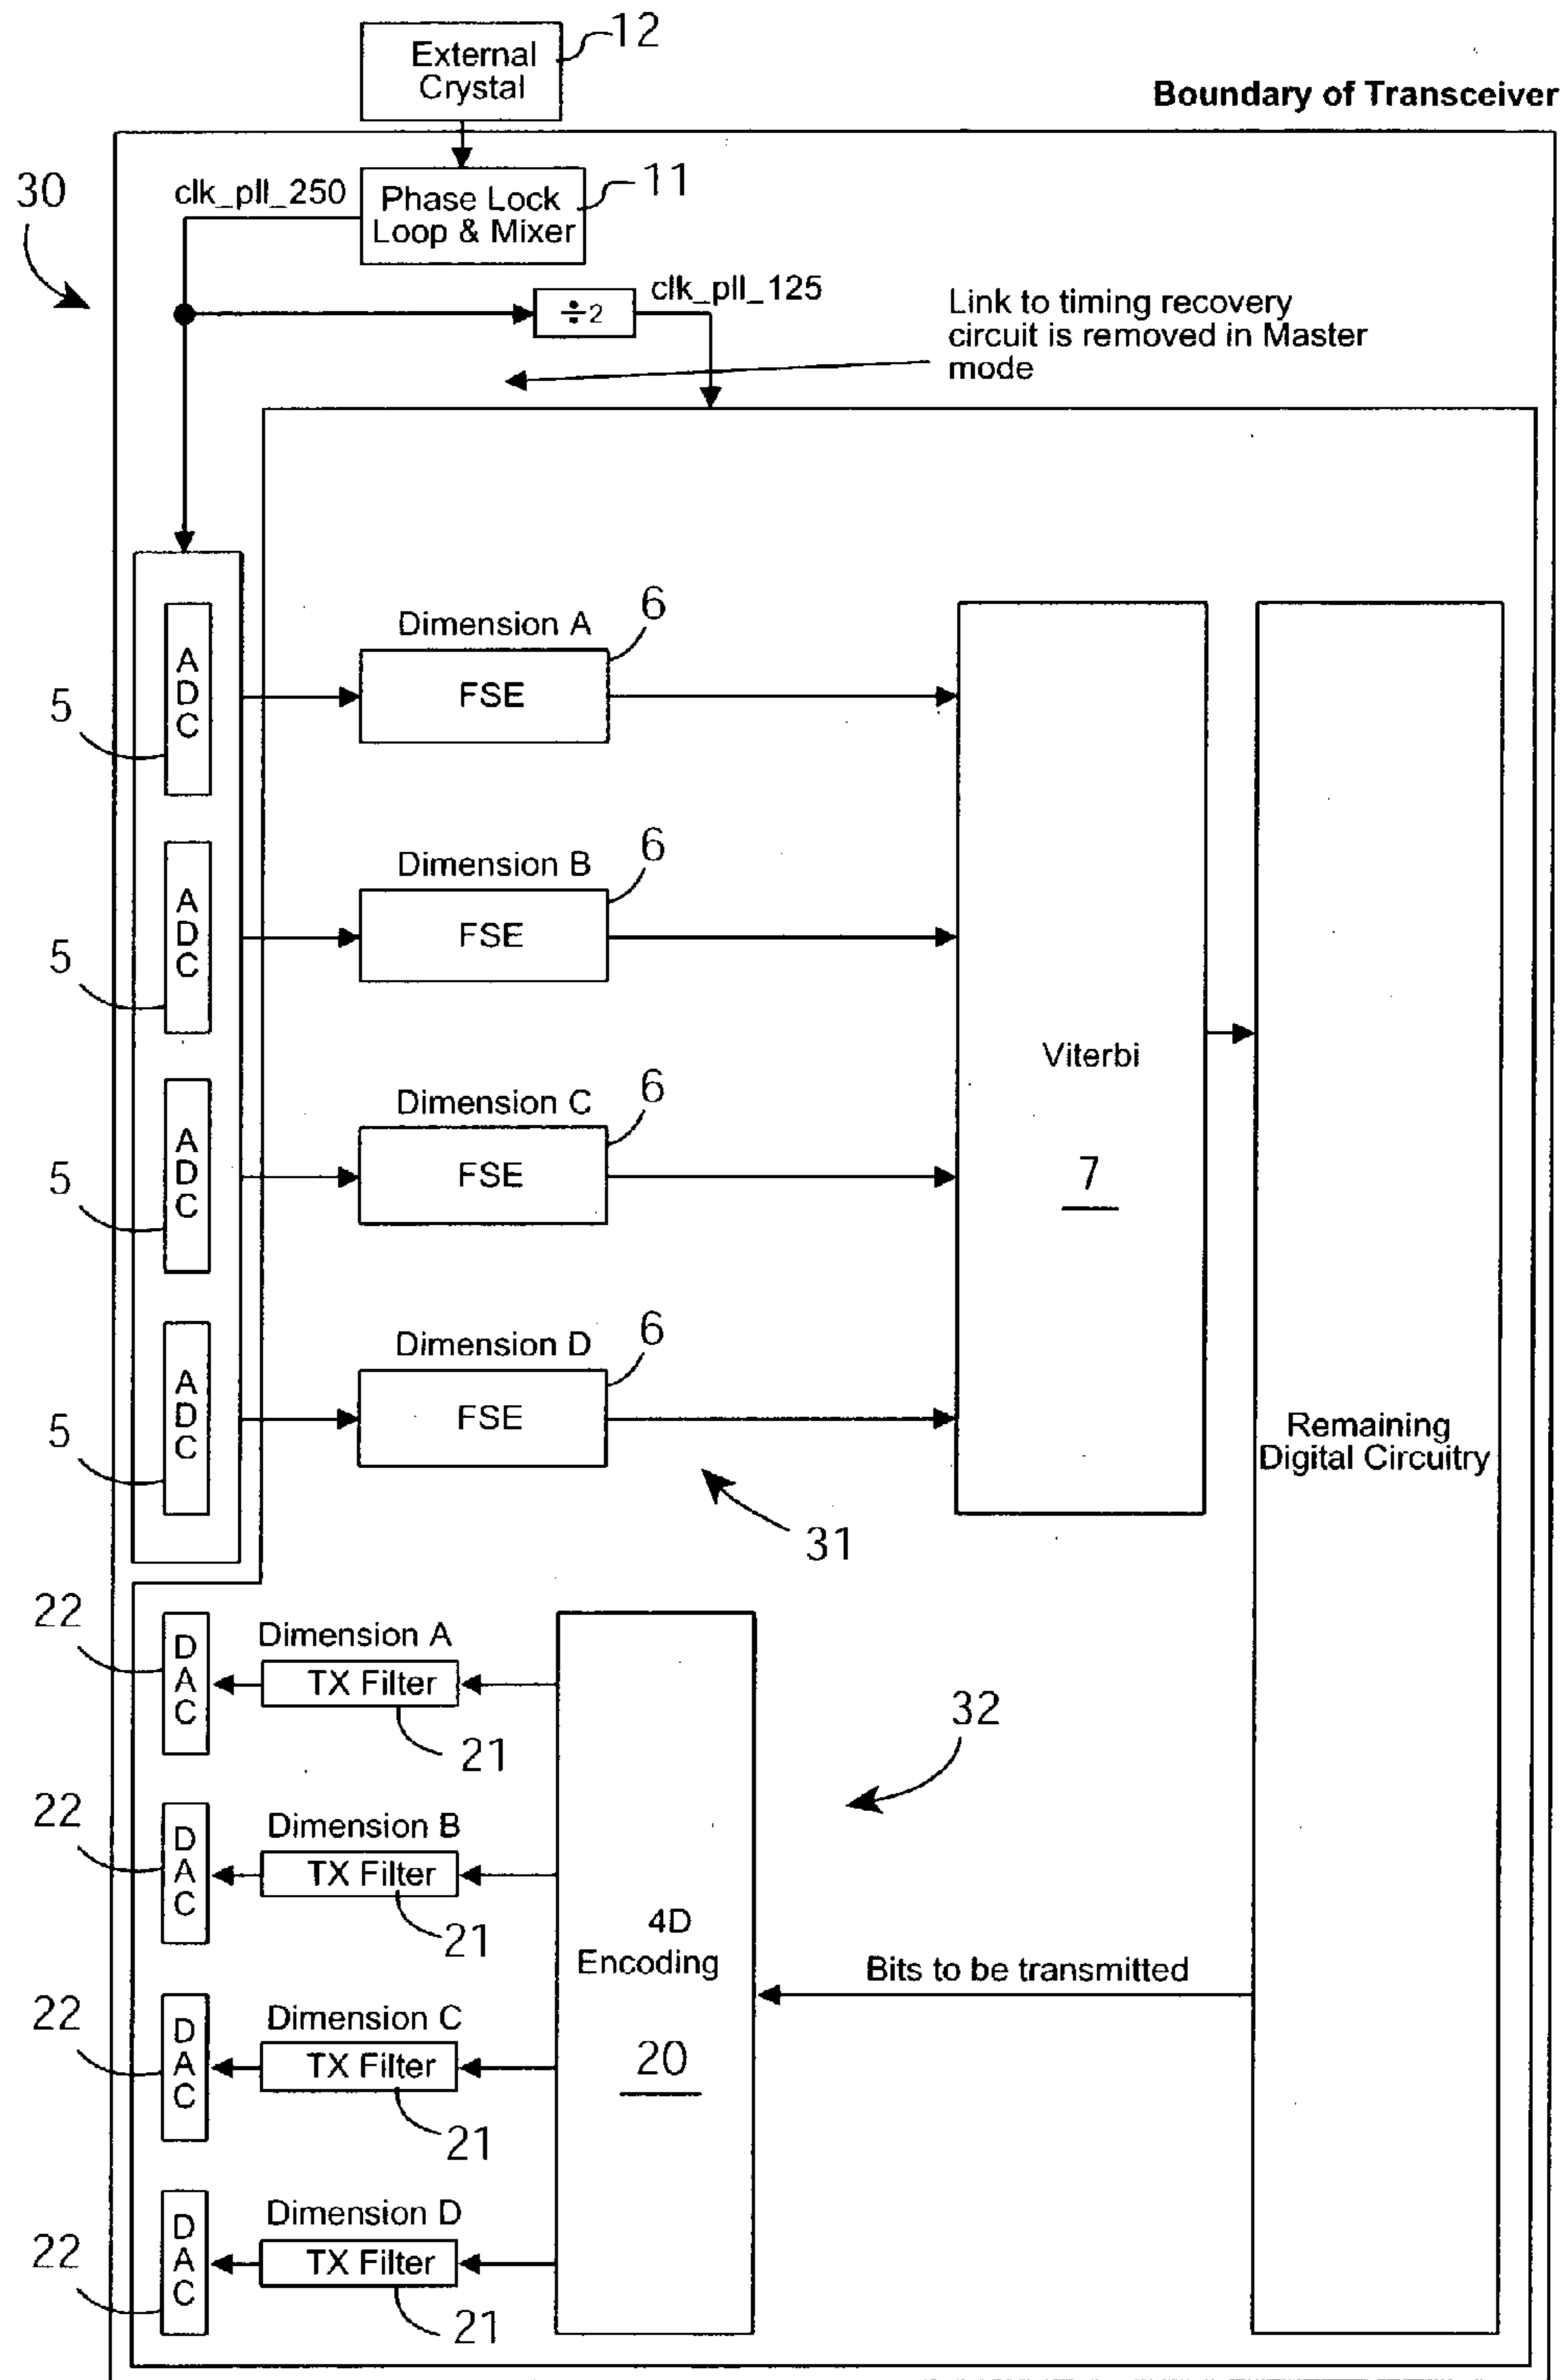 External
Crystal
12
Boundary of Transceiver
30
clk_pll_250
Phase Lock
Loop & Mixer
11
÷2
clk_pll_125
Link to timing recovery
circuit is removed in Master
mode
ADC
5
Dimension A
6
FSE
ADC
5
Dimension B
6
FSE
ADC
5
Dimension C
6
FSE
ADC
5
Dimension D
6
FSE
Viterbi
7
Remaining
Digital Circuitry
31
22
DAC
Dimension A
TX Filter
21
32
22
DAC
Dimension B
TX Filter
21
4D
Encoding
20
Bits to be transmitted
22
DAC
Dimension C
TX Filter
21
22
DAC
Dimension D
TX Filter
21